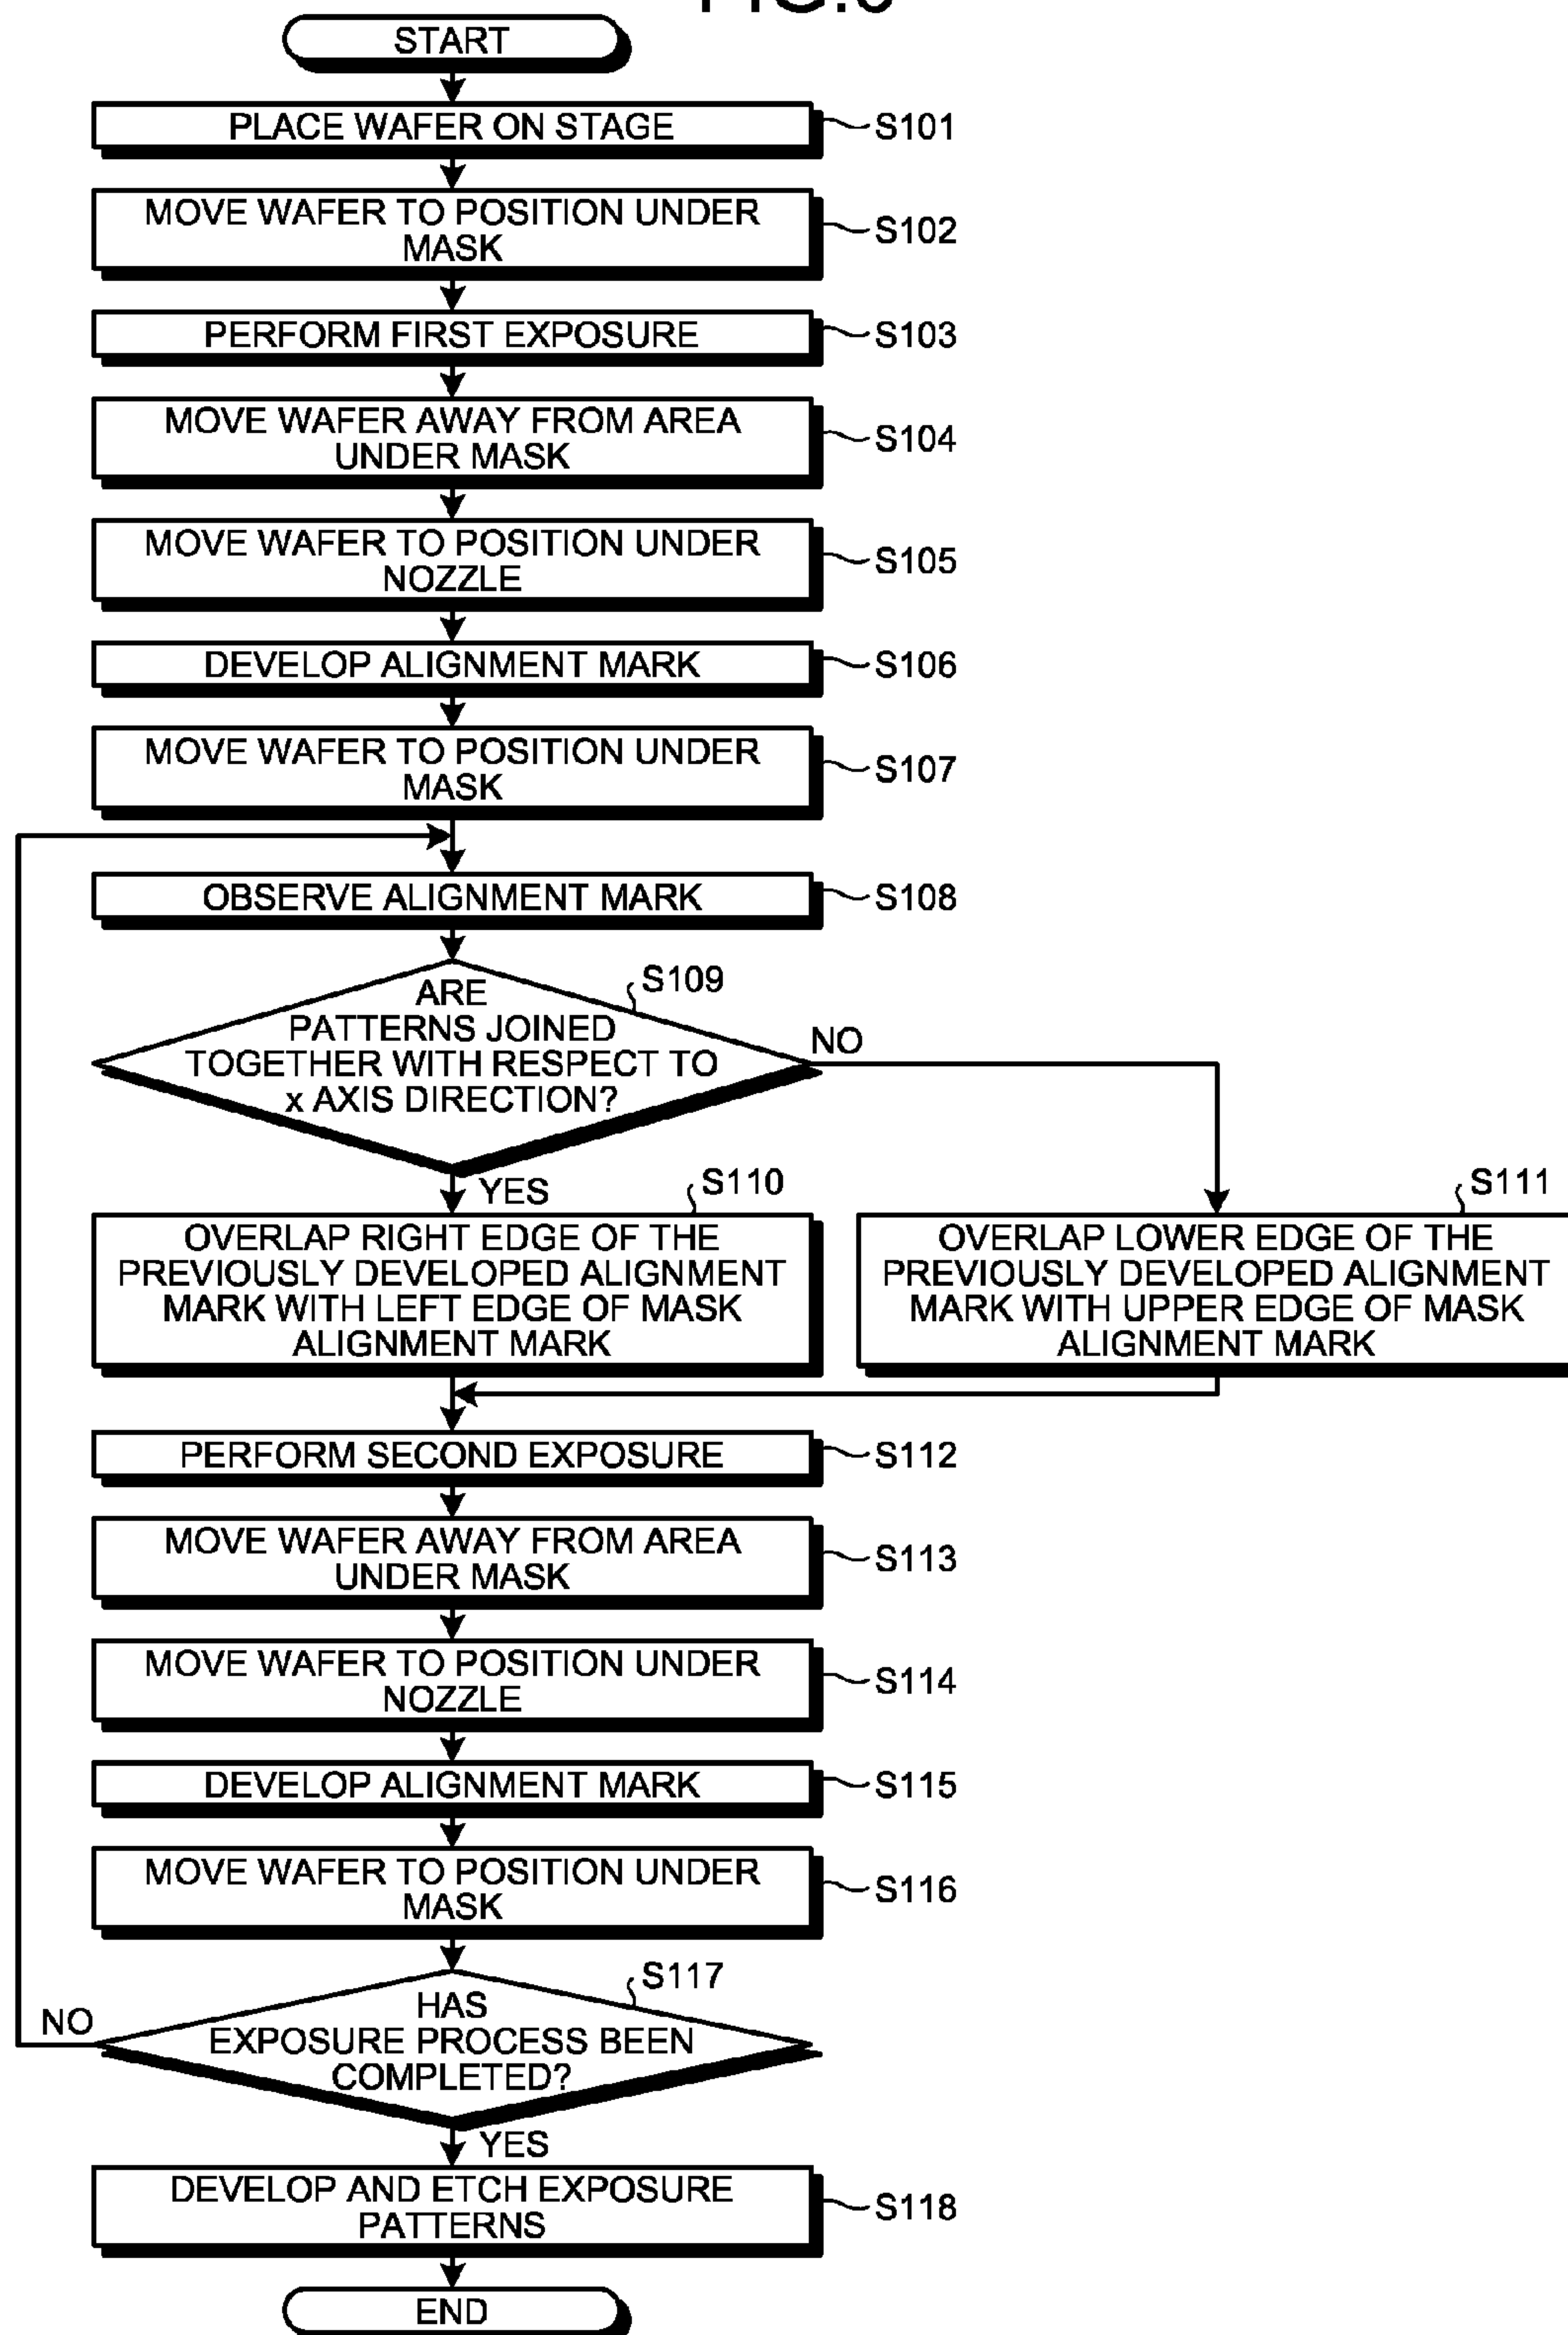 START
PLACE WAFER ON STAGE
S101
MOVE WAFER TO POSITION UNDER
MASK
S102
PERFORM FIRST EXPOSURE
S103
MOVE WAFER AWAY FROM AREA
UNDER MASK
S104
MOVE WAFER TO POSITION UNDER
NOZZLE
S105
DEVELOP ALIGNMENT MARK
S106
MOVE WAFER TO POSITION UNDER
MASK
S107
OBSERVE ALIGNMENT MARK
S108
S109
ARE
PATTERNS JOINED
TOGETHER WITH RESPECT TO
x AXIS DIRECTION?
NO
YES
S110
OVERLAP RIGHT EDGE OF THE
PREVIOUSLY DEVELOPED ALIGNMENT
MARK WITH LEFT EDGE OF MASK
ALIGNMENT MARK
S111
OVERLAP LOWER EDGE OF THE
PREVIOUSLY DEVELOPED ALIGNMENT
MARK WITH UPPER EDGE OF MASK
ALIGNMENT MARK
PERFORM SECOND EXPOSURE
S112
MOVE WAFER AWAY FROM AREA
UNDER MASK
S113
MOVE WAFER TO POSITION UNDER
NOZZLE
S114
DEVELOP ALIGNMENT MARK
S115
MOVE WAFER TO POSITION UNDER
MASK
S116
S117
HAS
EXPOSURE PROCESS BEEN
COMPLETED?
NO
YES
DEVELOP AND ETCH EXPOSURE
PATTERNS
S118
END